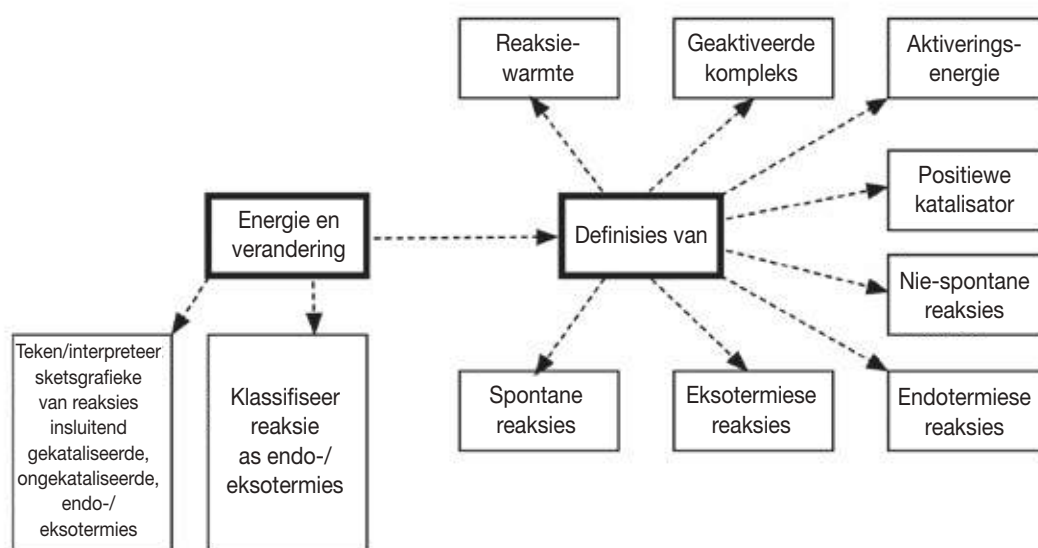 Reaksie-
warmte
Geaktiveerde
kompleks
Aktiverings-
energie
Positiewe
katalisator
Energie en
verandering
Definisies van
Nie-spontane
reaksies
Teken/interpreteer
sketsgrafieke
van reaksies
insluitend
gekataliseerde,
ongekataliseerde,
endo-/
eksotermies
Klassifiseer
reaksie
as endo-/
eksotermies
Spontane
reaksies
Eksotermiese
reaksies
Endotermiese
reaksies